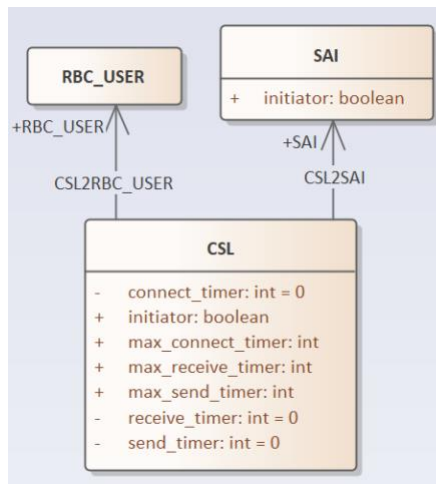 RBC_USER
SAI
+ initiator: boolean
+RBC_USER
+SAI
CSL2RBC_USER
CSL2SAI
CSL
- connect_timer: int = 0
+ initiator: boolean
+ max_connect_timer: int
+ max_receive_timer: int
+ max_send_timer: int
- receive_timer: int = 0
- send_timer: int = 0